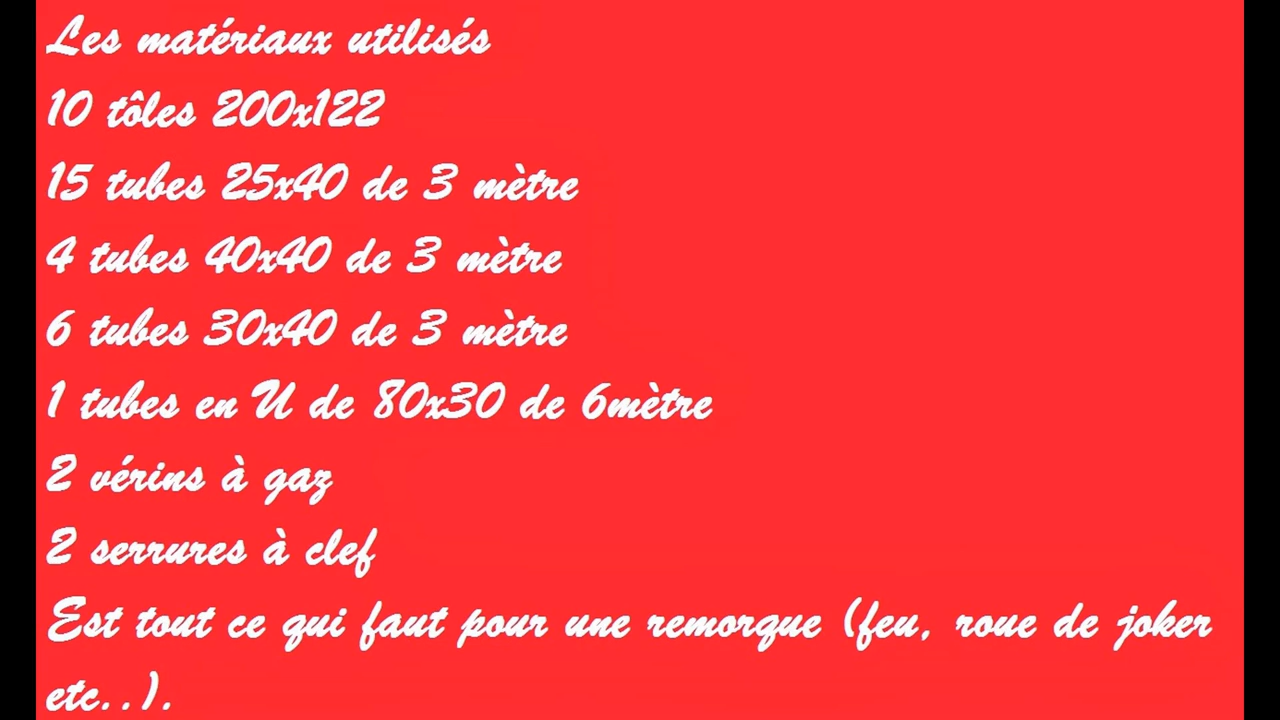 Les matériaux utilisés
10 tôles 200x122
15 tubes 25x40 de 3 mètre
4 tubes 40x40 de 3 mètre
6 tubes 30x40 de 3 mètre
1 tubes en U de 80x30 de 6mètre
2 vérins à gaz
2 serrures à clef
Est tout ce qui faut pour une remorque (feu, roue de joker
etc..).